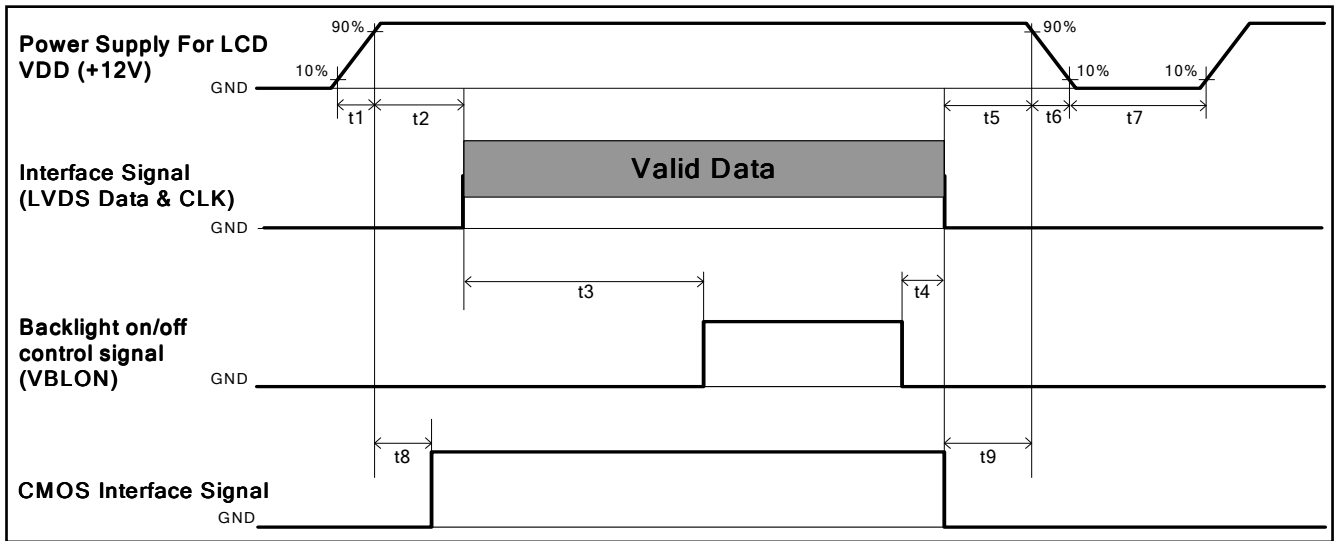 Power Supply For LCD
VDD (+12V)
90%
10%
GND
t1
t2
t5
90%
t6
10%
t7
10%
Interface Signal
(LVDS Data & CLK)
GND
Valid Data
t3
t4
Backlight on/off
control signal
(VBLON)
GND
t8
t9
CMOS Interface Signal
GND